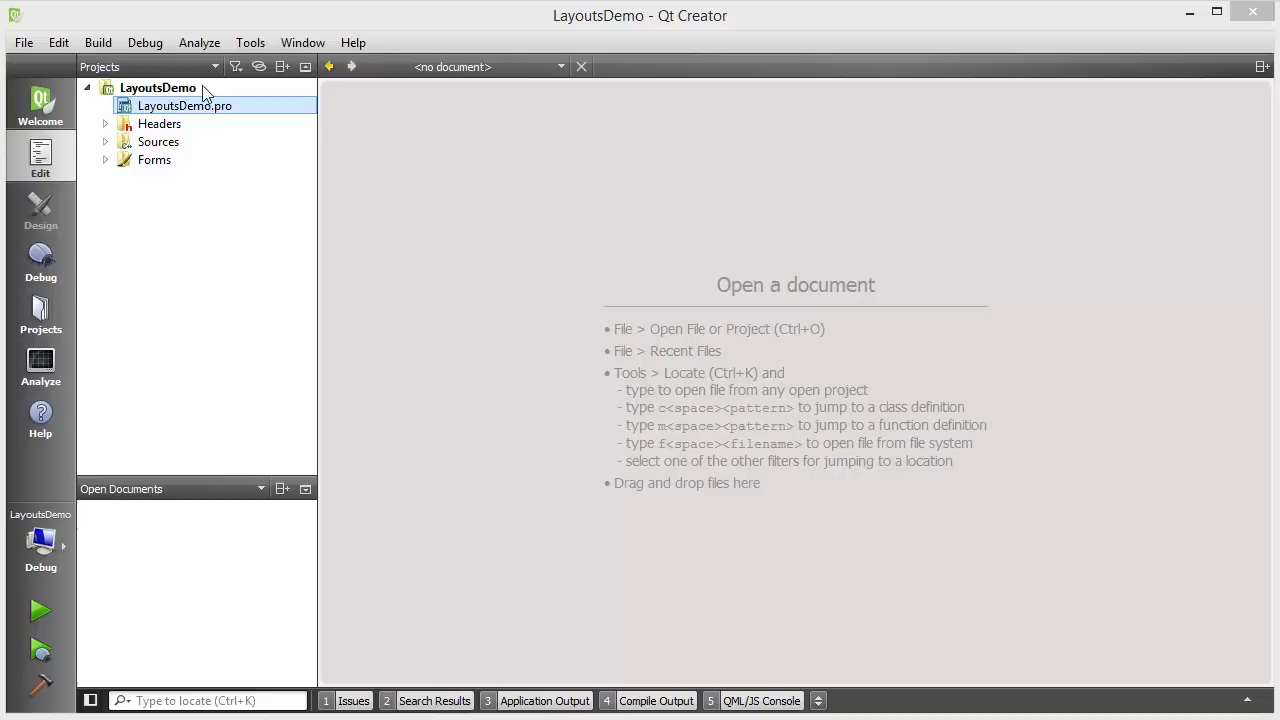 LayoutsDemo - Qt Creator
File Edit Build Debug Analyze Tools Window Help
Projects <no document>
LayoutsDemo
LayoutsDemo.pro
Headers
Sources
Forms
Welcome
Edit
Design
Debug
Projects
Analyze
Help
Open a document
• File > Open File or Project (Ctrl+O)
• File > Recent Files
• Tools > Locate (Ctrl+K) and
- type to open file from any open project
- type c<space><pattern> to jump to a class definition
- type m<space><pattern> to jump to a function definition
- type f<space><filename> to open file from file system
- select one of the other filters for jumping to a location
• Drag and drop files here
Open Documents
LayoutsDemo
Debug
Type to locate (Ctrl+K) 1 Issues 2 Search Results 3 Application Output 4 Compile Output 5 QML/JS Console